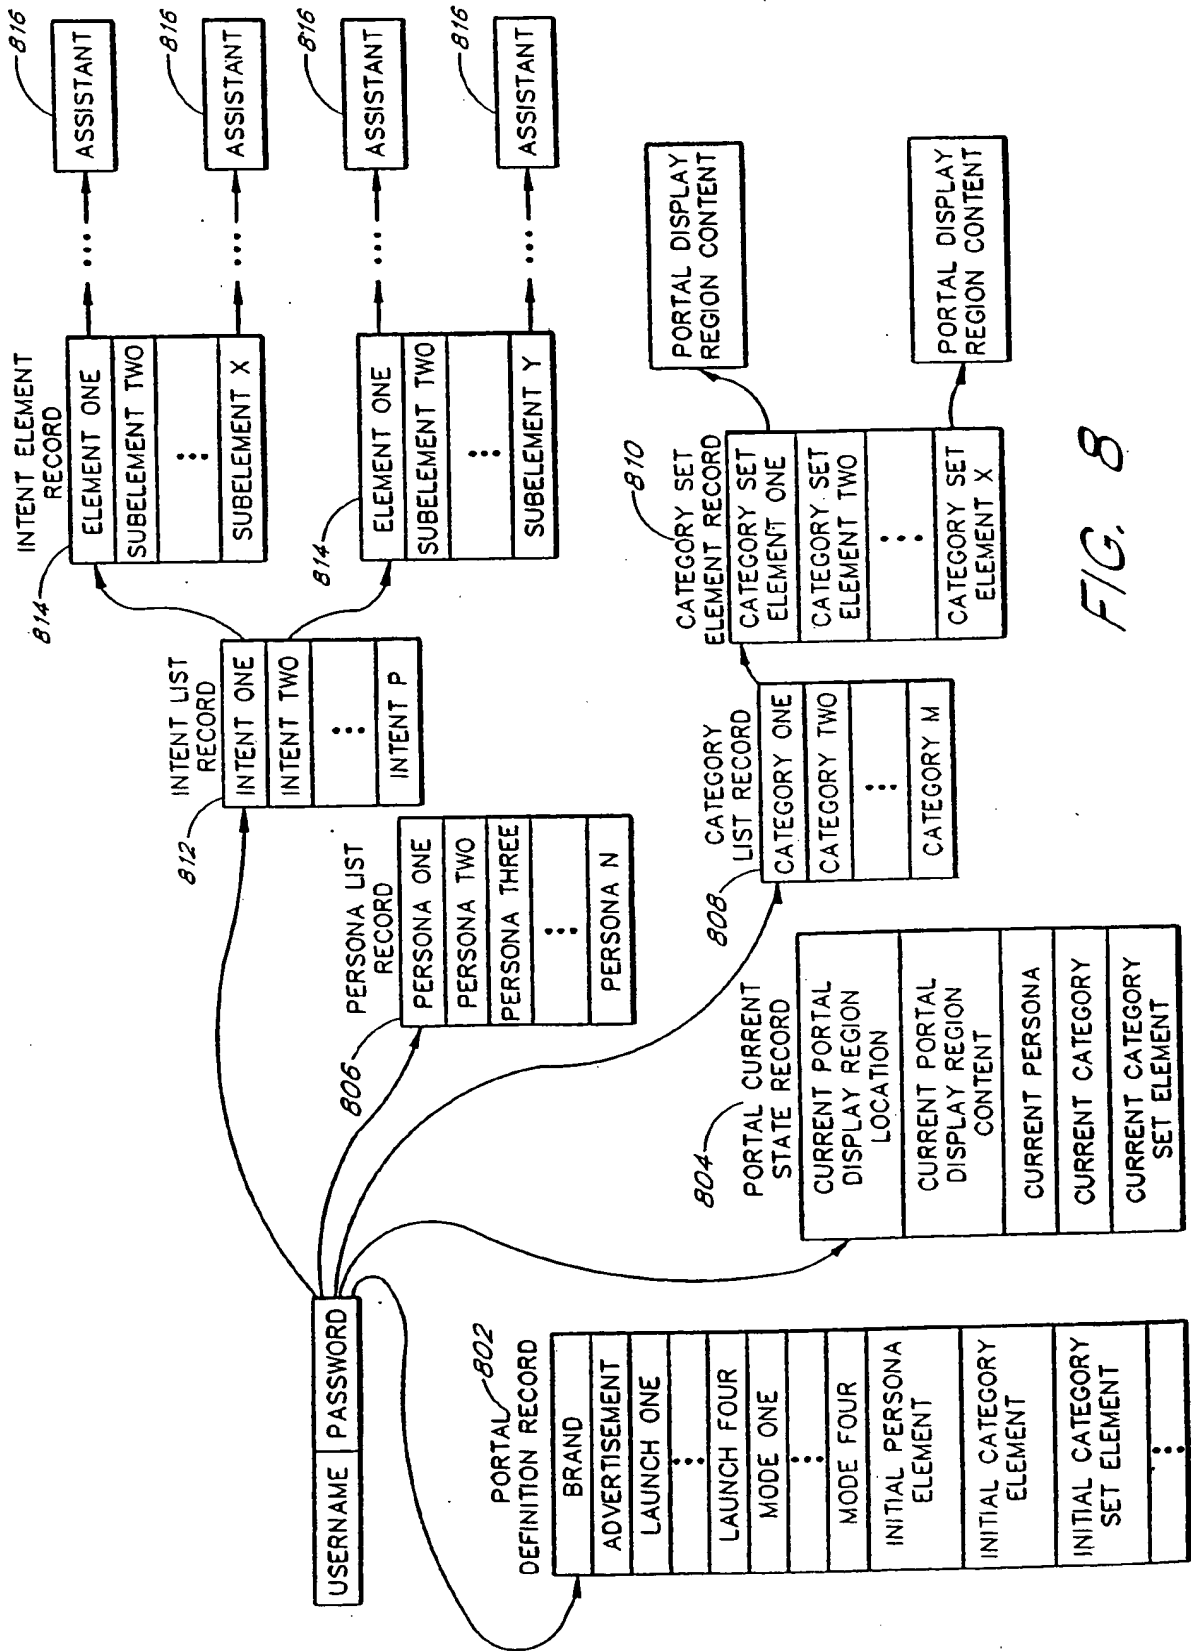 USERNAME
PASSWORD
PORTAL
DEFINITION RECORD
802
BRAND
ADVERTISEMENT
LAUNCH ONE
...
LAUNCH FOUR
MODE ONE
...
MODE FOUR
INITIAL PERSONA
ELEMENT
INITIAL CATEGORY
ELEMENT
INITIAL CATEGORY
SET ELEMENT
...
804
PORTAL CURRENT
STATE RECORD
CURRENT PORTAL
DISPLAY REGION
LOCATION
CURRENT PORTAL
DISPLAY REGION
CONTENT
CURRENT PERSONA
CURRENT CATEGORY
CURRENT CATEGORY
SET ELEMENT
806
PERSONA LIST
RECORD
PERSONA ONE
PERSONA TWO
PERSONA THREE
...
PERSONA N
808
CATEGORY
LIST RECORD
CATEGORY ONE
CATEGORY TWO
...
CATEGORY M
810
CATEGORY SET
ELEMENT RECORD
CATEGORY SET
ELEMENT ONE
CATEGORY SET
ELEMENT TWO
...
CATEGORY SET
ELEMENT X
PORTAL DISPLAY
REGION CONTENT
PORTAL DISPLAY
REGION CONTENT
812
INTENT LIST
RECORD
INTENT ONE
INTENT TWO
...
INTENT P
814
INTENT ELEMENT
RECORD
ELEMENT ONE
SUBELEMENT TWO
...
SUBELEMENT X
814
ELEMENT ONE
SUBELEMENT TWO
...
SUBELEMENT Y
...
ASSISTANT
816
...
ASSISTANT
816
...
ASSISTANT
816
...
ASSISTANT
816
FIG. 8